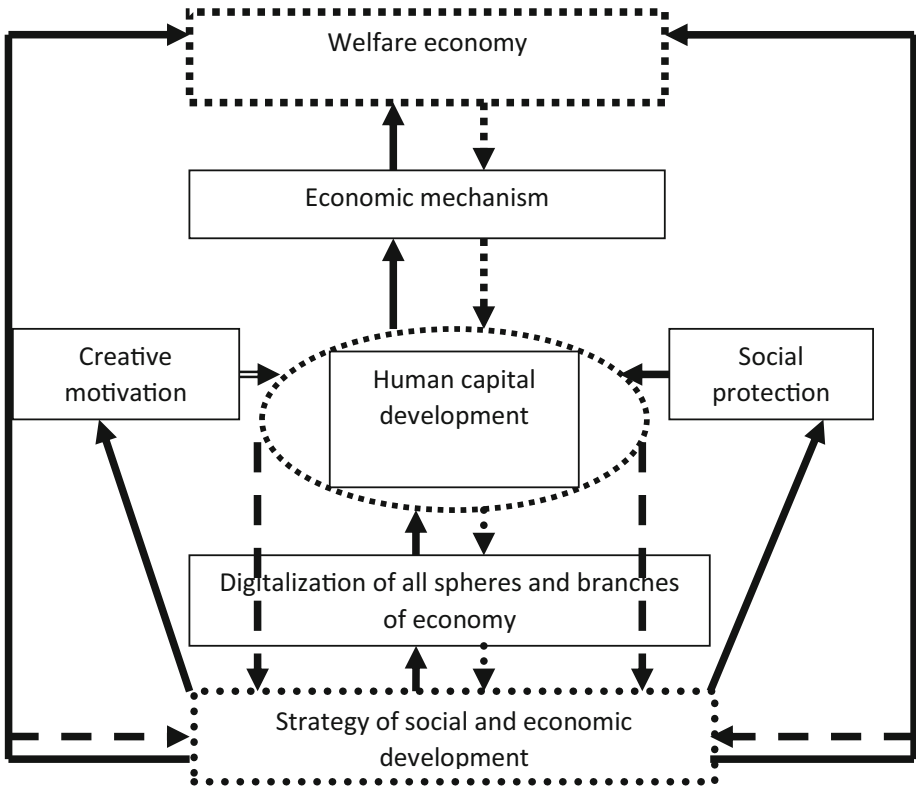 Welfare economy
Economic mechanism
Creative
motivation
Human capital
development
Social
protection
Digitalization of all spheres and branches
of economy
Strategy of social and economic
development